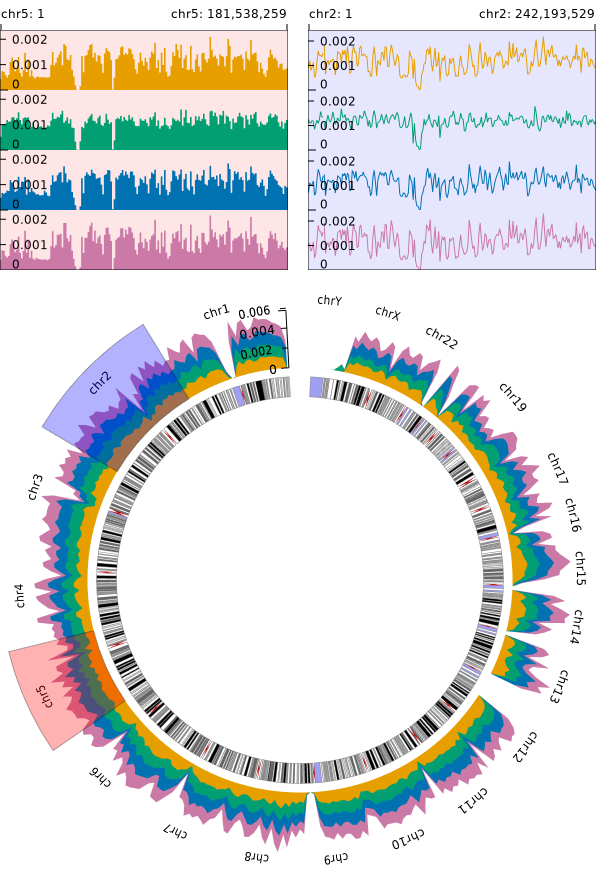 chr5: 1 chr5: 181,538,259 chr2: 1 chr2: 242,193,529
0.002 0.002
0.001 0.001
0 0
0.002 0.002
0.001 0.001
0 0
0.002 0.002
0.001 0.001
0 0
0.002 0.002
0.001 0.001
0 0
chr1
0.006
0.004
0.002
0
chrY
chrX
chr22
chr19
chr17
chr16
chr15
chr14
chr13
chr12
chr11
chr10
chr9
chr8
chr7
chr6
chr5
chr4
chr3
chr2